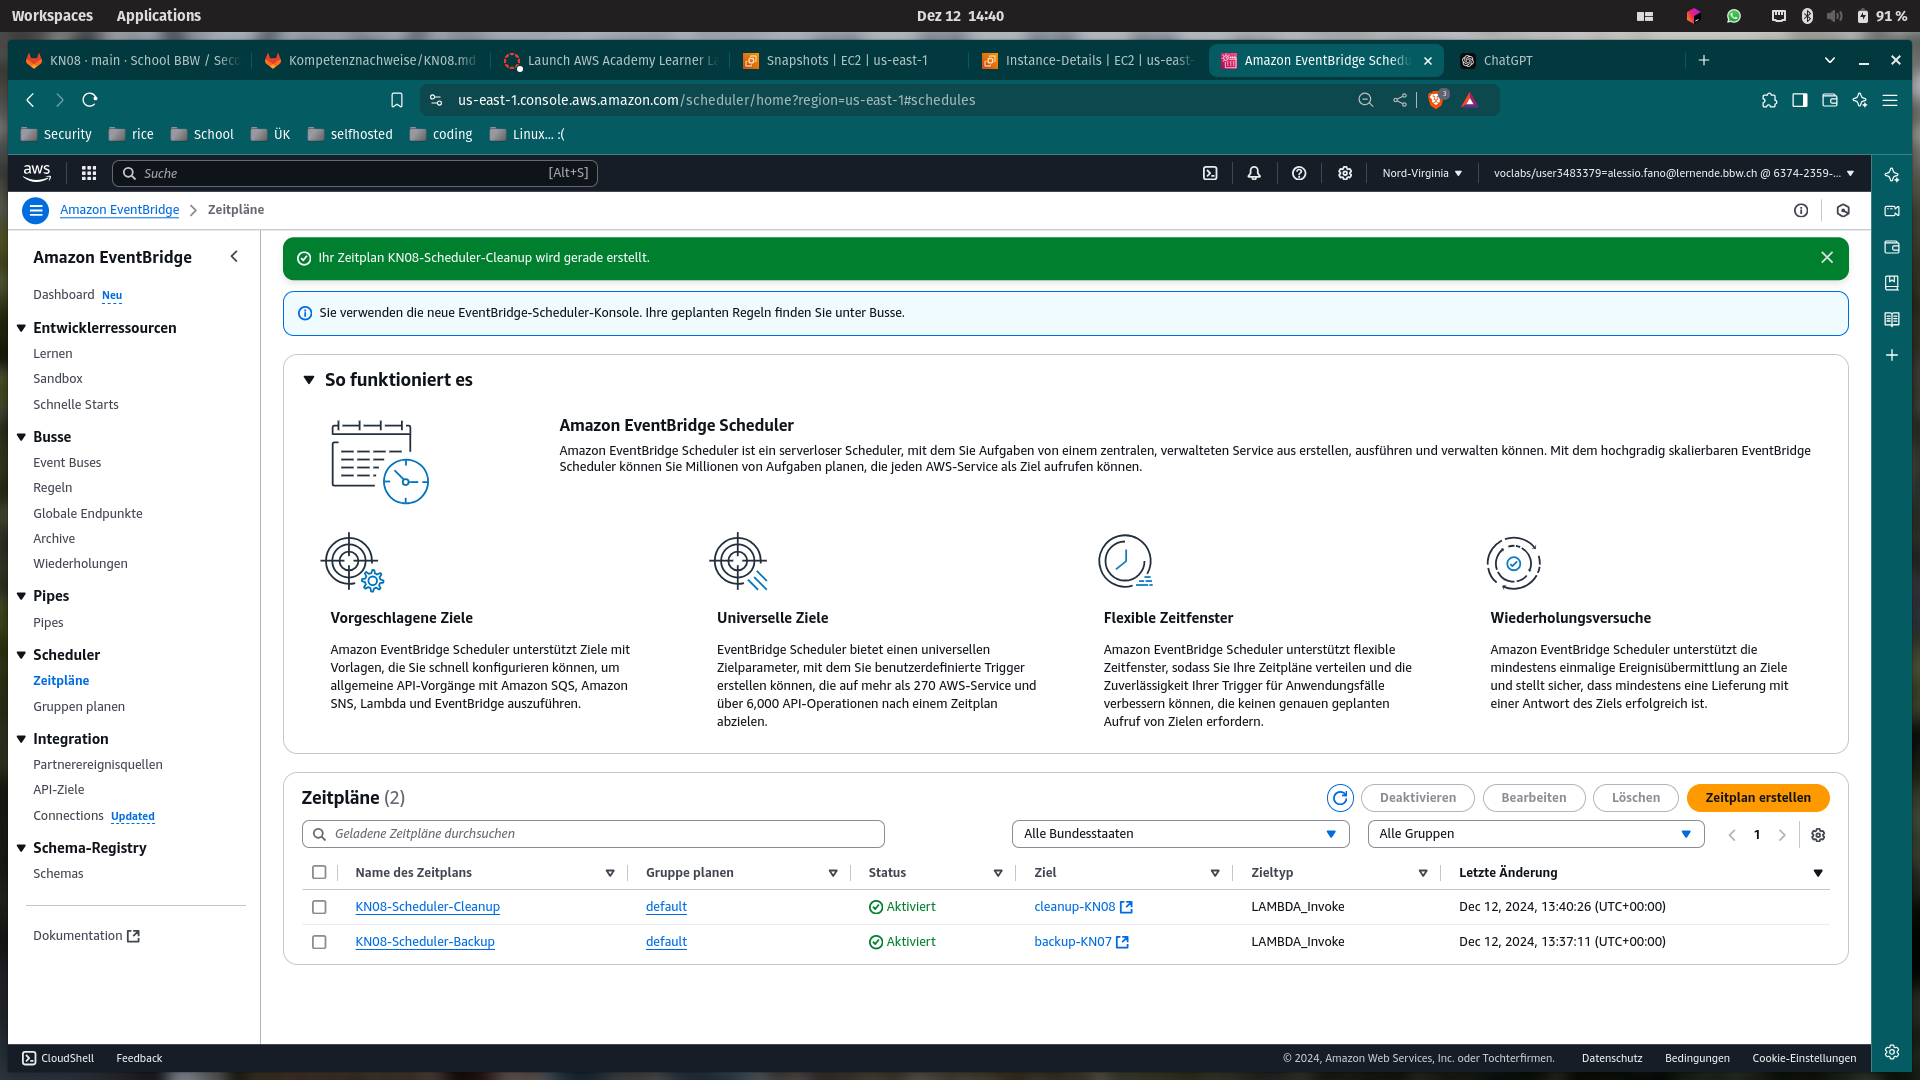 Workspaces Applications
Dez 12 14:40
91 %
KN08 · main · School BBW / Seco
Kompetenznachweise/KN08.md
Launch AWS Academy Learner La
Snapshots | EC2 | us-east-1
Instance-Details | EC2 | us-east-
Amazon EventBridge Schedu
ChatGPT
us-east-1.console.aws.amazon.com/scheduler/home?region=us-east-1#schedules
3
Security rice School ÜK selfhosted coding Linux... :(
aws
Suche [Alt+S]
Nord-Virginia
voclabs/user3483379=alessio.fano@lernende.bbw.ch @ 6374-2359-...
Amazon EventBridge Zeitpläne
Amazon EventBridge
Dashboard Neu
Entwicklerressourcen
Lernen
Sandbox
Schnelle Starts
Busse
Event Buses
Regeln
Globale Endpunkte
Archive
Wiederholungen
Pipes
Pipes
Scheduler
Zeitpläne
Gruppen planen
Integration
Partnerereignisquellen
API-Ziele
Connections Updated
Schema-Registry
Schemas
Dokumentation
Ihr Zeitplan KN08-Scheduler-Cleanup wird gerade erstellt.
Sie verwenden die neue EventBridge-Scheduler-Konsole. Ihre geplanten Regeln finden Sie unter Busse.
So funktioniert es
Amazon EventBridge Scheduler
Amazon EventBridge Scheduler ist ein serverloser Scheduler, mit dem Sie Aufgaben von einem zentralen, verwalteten Service aus erstellen, ausführen und verwalten können. Mit dem hochgradig skalierbaren EventBridge
Scheduler können Sie Millionen von Aufgaben planen, die jeden AWS-Service als Ziel aufrufen können.
Vorgeschlagene Ziele
Amazon EventBridge Scheduler unterstützt Ziele mit
Vorlagen, die Sie schnell konfigurieren können, um
allgemeine API-Vorgänge mit Amazon SQS, Amazon
SNS, Lambda und EventBridge auszuführen.
Universelle Ziele
EventBridge Scheduler bietet einen universellen
Zielparameter, mit dem Sie benutzerdefinierte Trigger
erstellen können, die auf mehr als 270 AWS-Service und
über 6,000 API-Operationen nach einem Zeitplan
abzielen.
Flexible Zeitfenster
Amazon EventBridge Scheduler unterstützt flexible
Zeitfenster, sodass Sie Ihre Zeitpläne verteilen und die
Zuverlässigkeit Ihrer Trigger für Anwendungsfälle
verbessern können, die keinen genauen geplanten
Aufruf von Zielen erfordern.
Wiederholungsversuche
Amazon EventBridge Scheduler unterstützt die
mindestens einmalige Ereignisübermittlung an Ziele
und stellt sicher, dass mindestens eine Lieferung mit
einer Antwort des Ziels erfolgreich ist.
Zeitpläne (2)
Deaktivieren Bearbeiten Löschen Zeitplan erstellen
Geladene Zeitpläne durchsuchen
Alle Bundesstaaten
Alle Gruppen
1
Name des Zeitplans Gruppe planen Status Ziel Zieltyp Letzte Änderung
KN08-Scheduler-Cleanup default Aktiviert cleanup-KN08 LAMBDA_Invoke Dec 12, 2024, 13:40:26 (UTC+00:00)
KN08-Scheduler-Backup default Aktiviert backup-KN07 LAMBDA_Invoke Dec 12, 2024, 13:37:11 (UTC+00:00)
CloudShell Feedback
© 2024, Amazon Web Services, Inc. oder Tochterfirmen. Datenschutz Bedingungen Cookie-Einstellungen